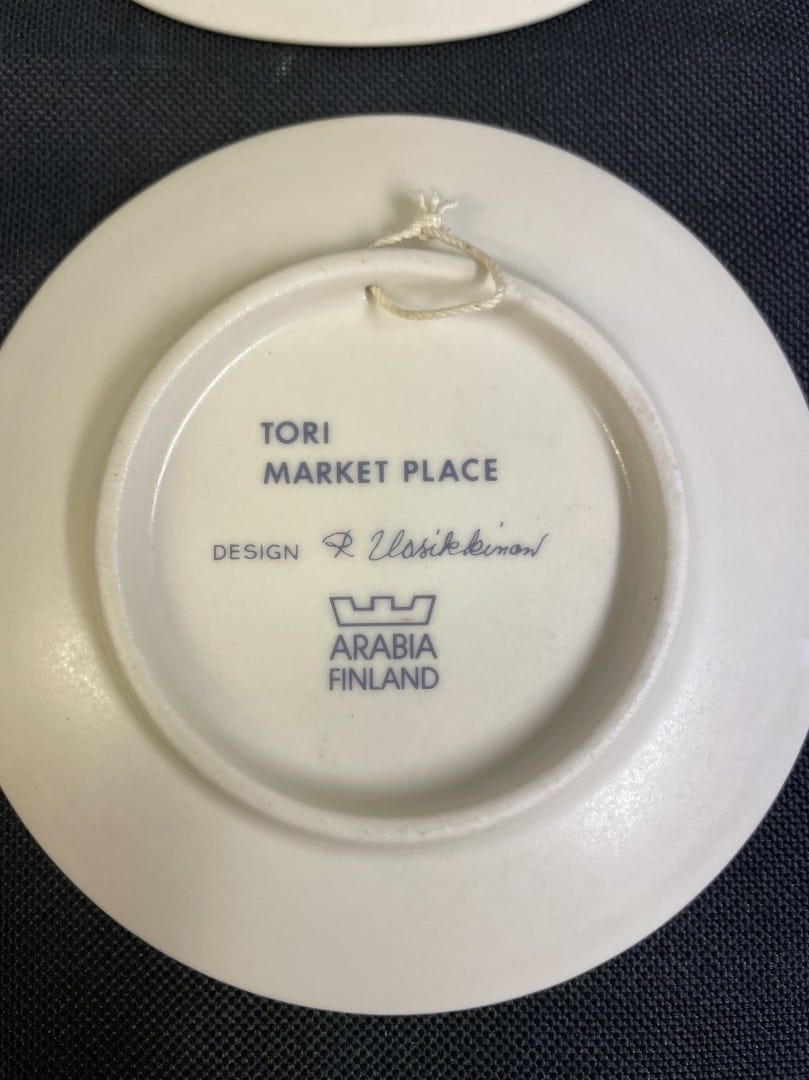 TORI
MARKET PLACE
DESIGN R Uosikkinen
ARABIA
FINLAND